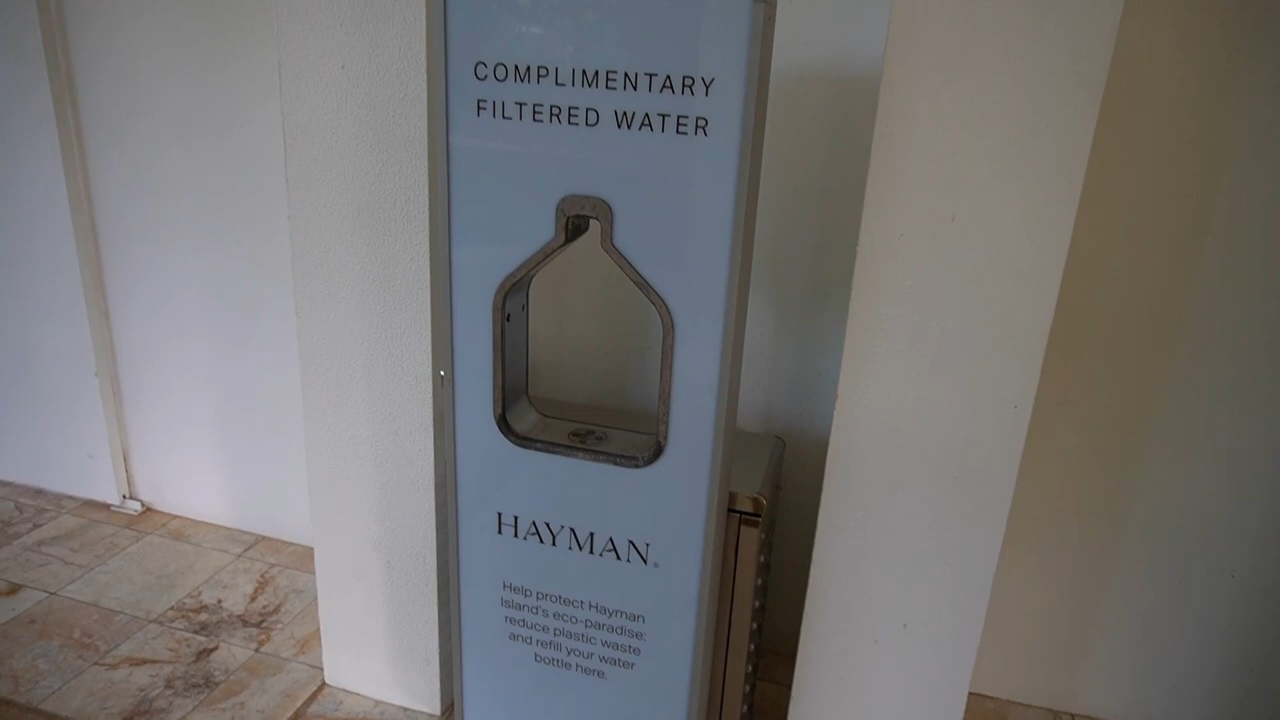 COMPLIMENTARY
FILTERED WATER
HAYMAN
Help protect Hayman
Island's eco-paradise:
reduce plastic waste
and refill your water
bottle here.